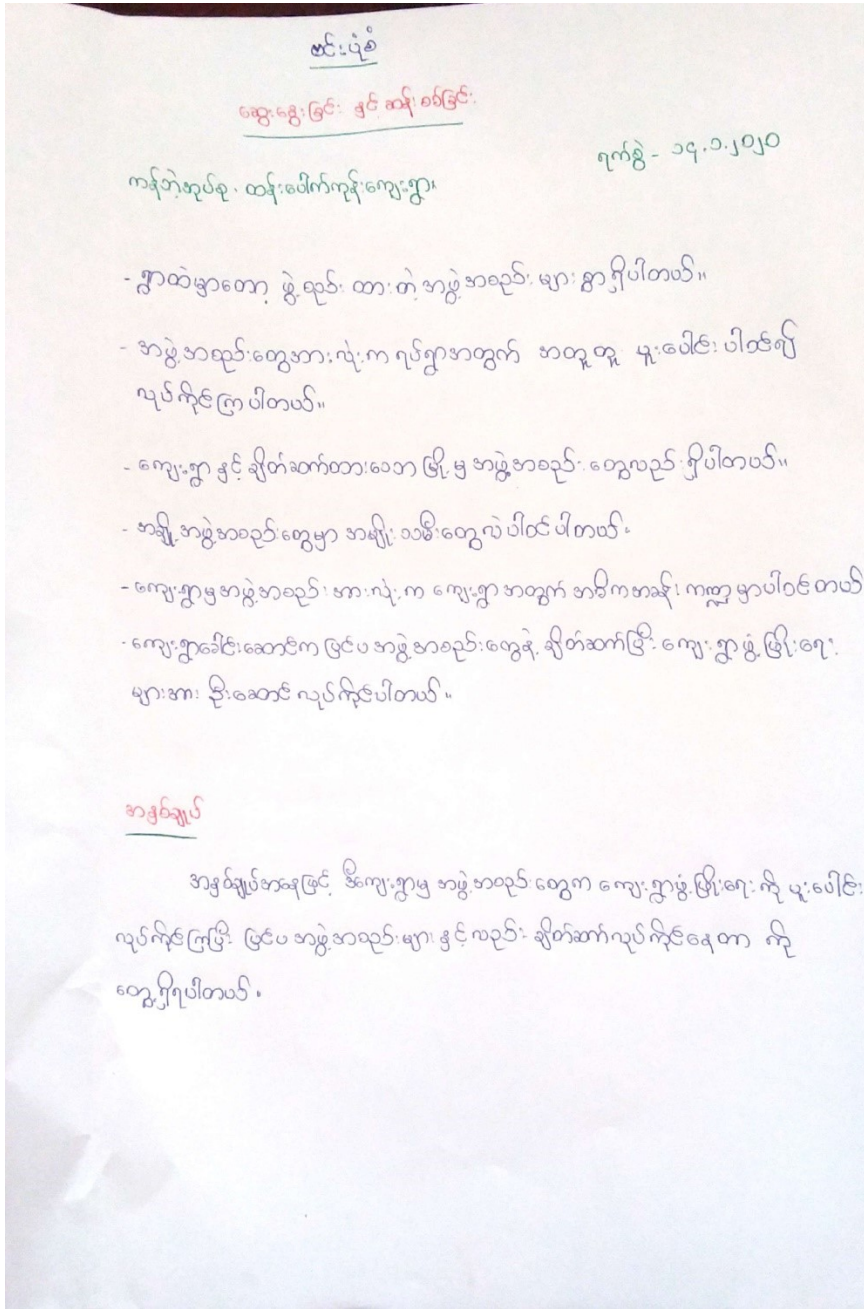 ဗင်းပုံစံ
ဆွေးနွေးခြင်း နှင့် ဆန်းစစ်ခြင်း
ရက်စွဲ - ၁၄.၁.၂၀၂၀
ကန်ဘဲ့အုပ်စု . ထန်းပေါက်ကုန်းကျေးရွာ၊
- ရွာထဲမှာတော့ ဖွဲ့စည်းထားတဲ့ အဖွဲ့အစည်း များစွာရှိပါတယ်။
- အဖွဲ့အစည်းတွေအားလုံးက ရပ်ရွာအတွက် အတူတူ ပူးပေါင်းပါဝင်၍
လုပ်ကိုင်ကြပါတယ်။
- ကျေးရွာ နှင့် ချိတ်ဆက်ထားသော မြို့မှ အဖွဲ့အစည်းတွေလည်းရှိပါတယ်။
- အချို့အဖွဲ့အစည်းတွေမှာ အမျိုးသမီးတွေလဲပါဝင်ပါတယ်.
- ကျေးရွာမှအဖွဲ့အစည်းအားလုံးက ကျေးရွာအတွက် အဓိကအခန်းကဏ္ဍမှာပါဝင်တယ်
- ကျေးရွာခေါင်းဆောင်က ပြင်ပအဖွဲ့အစည်းတွေနဲ့ ချိတ်ဆက်ပြီး ကျေးရွာဖွံ့ဖြိုးရေး
များအား ဦးဆောင် လုပ်ကိုင်ပါတယ်။
အနှစ်ချုပ်
အနှစ်ချုပ်အနေဖြင့် ဒီကျေးရွာမှ အဖွဲ့အစည်းတွေက ကျေးရွာဖွံ့ဖြိုးရေးကို ပူးပေါင်း
လုပ်ကိုင်ကြပြီး ပြင်ပအဖွဲ့အစည်းများနှင့်လည်း ချိတ်ဆက်လုပ်ကိုင်နေတာ ကို
တွေ့ရှိရပါတယ်.